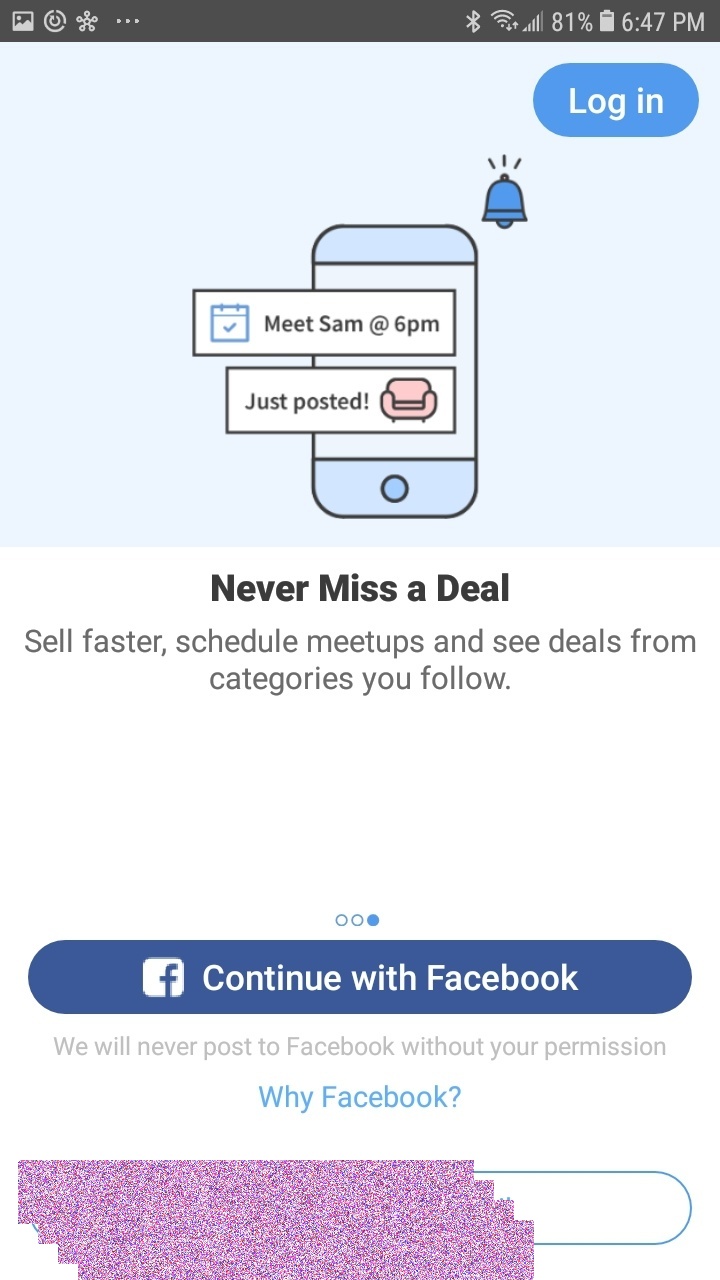 81% 6:47 PM
Log in
Meet Sam @ 6pm
Just posted!
Never Miss a Deal
Sell faster, schedule meetups and see deals from
categories you follow.
Continue with Facebook
We will never post to Facebook without your permission
Why Facebook?